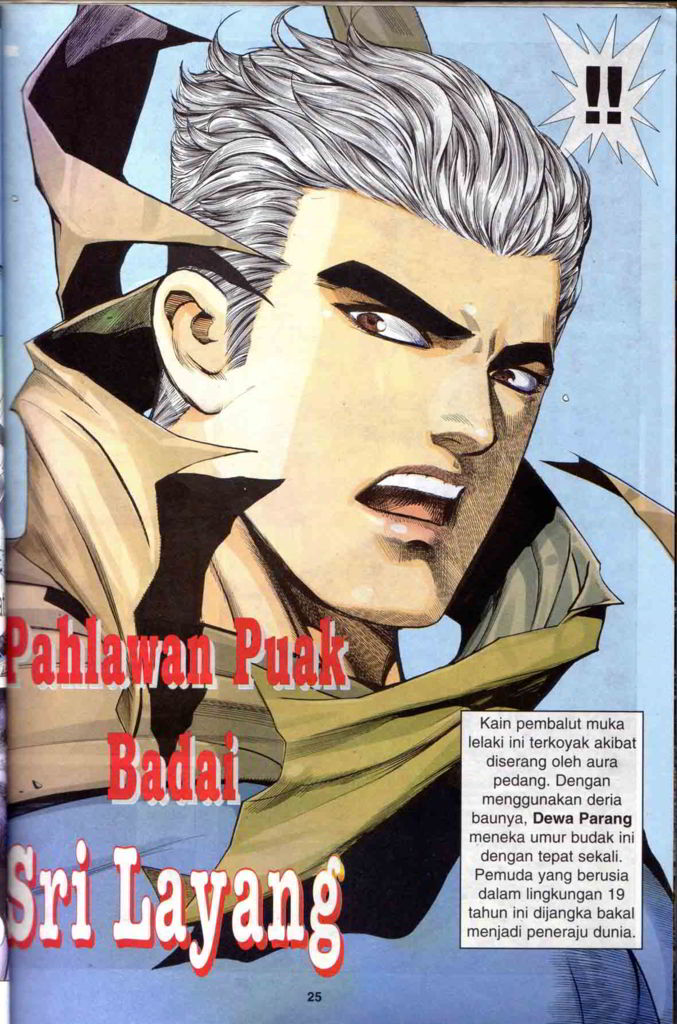 !!
Pahlawan Puak
Badai
Sri Layang
Kain pembalut muka
lelaki ini terkoyak akibat
diserang oleh aura
pedang. Dengan
menggunakan deria
baunya, Dewa Parang
meneka umur budak ini
dengan tepat sekali.
Pemuda yang berusia
dalam lingkungan 19
tahun ini dijangka bakal
menjadi peneraju dunia.
25